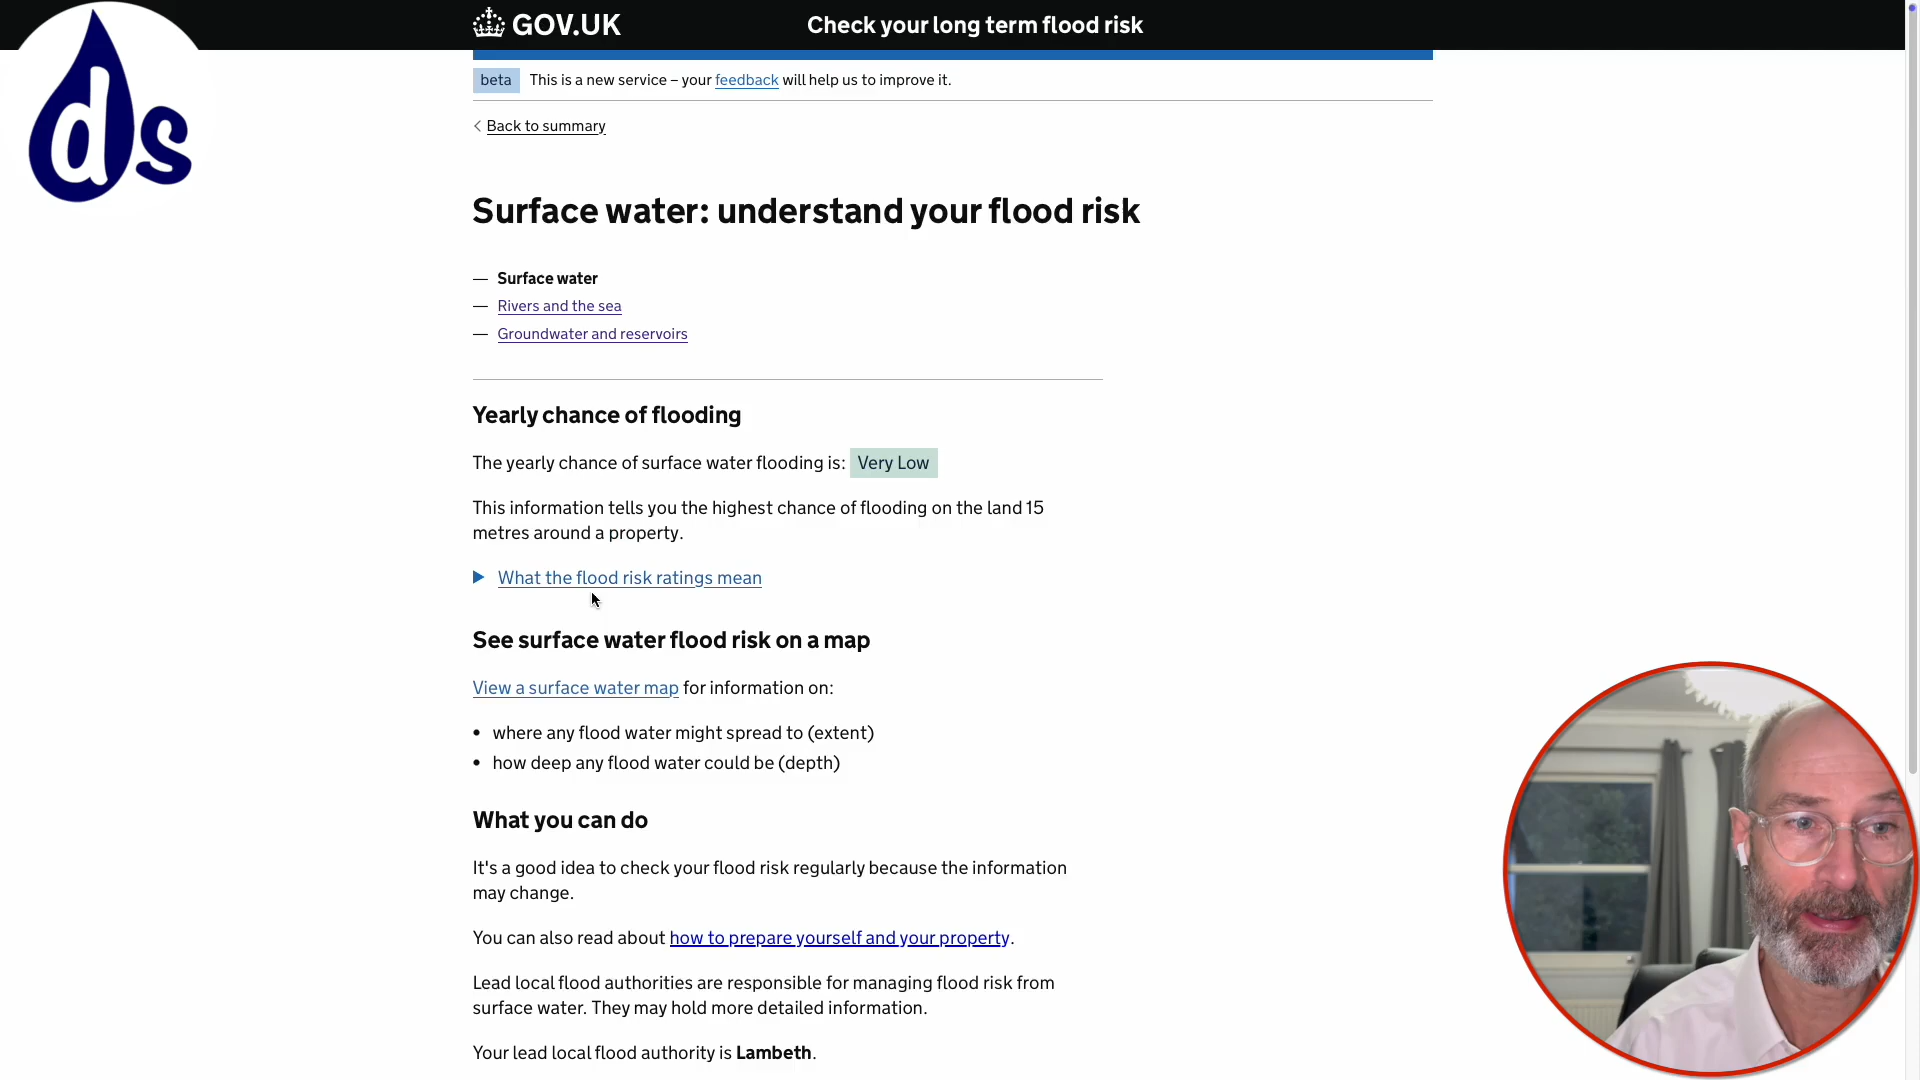 ds
GOV.UK
Check your long term flood risk
beta
This is a new service – your feedback will help us to improve it.
Back to summary
Surface water: understand your flood risk
— Surface water
— Rivers and the sea
— Groundwater and reservoirs
Yearly chance of flooding
The yearly chance of surface water flooding is: Very Low
This information tells you the highest chance of flooding on the land 15
metres around a property.
What the flood risk ratings mean
See surface water flood risk on a map
View a surface water map for information on:
• where any flood water might spread to (extent)
• how deep any flood water could be (depth)
What you can do
It's a good idea to check your flood risk regularly because the information
may change.
You can also read about how to prepare yourself and your property.
Lead local flood authorities are responsible for managing flood risk from
surface water. They may hold more detailed information.
Your lead local flood authority is Lambeth.